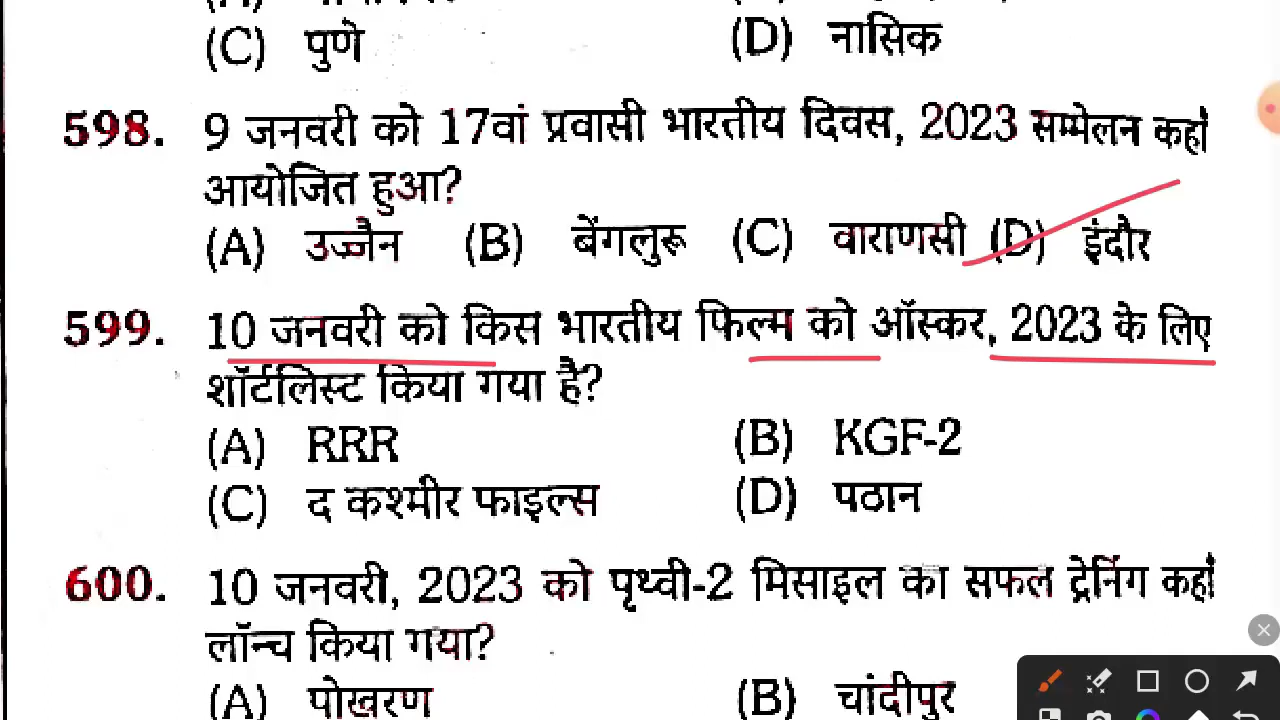 (C) पुणे (D) नासिक
598. 9 जनवरी को 17वां प्रवासी भारतीय दिवस, 2023 सम्मेलन कहां
आयोजित हुआ?
(A) उज्जैन (B) बेंगलुरू (C) वाराणसी (D) इंदौर
599. 10 जनवरी को किस भारतीय फिल्म को ऑस्कर, 2023 के लिए
शॉर्टलिस्ट किया गया है?
(A) RRR (B) KGF-2
(C) द कश्मीर फाइल्स (D) पठान
600. 10 जनवरी, 2023 को पृथ्वी-2 मिसाइल का सफल ट्रेनिंग कहां
लॉन्च किया गया?
(A) पोखरण (B) चांदीपुर